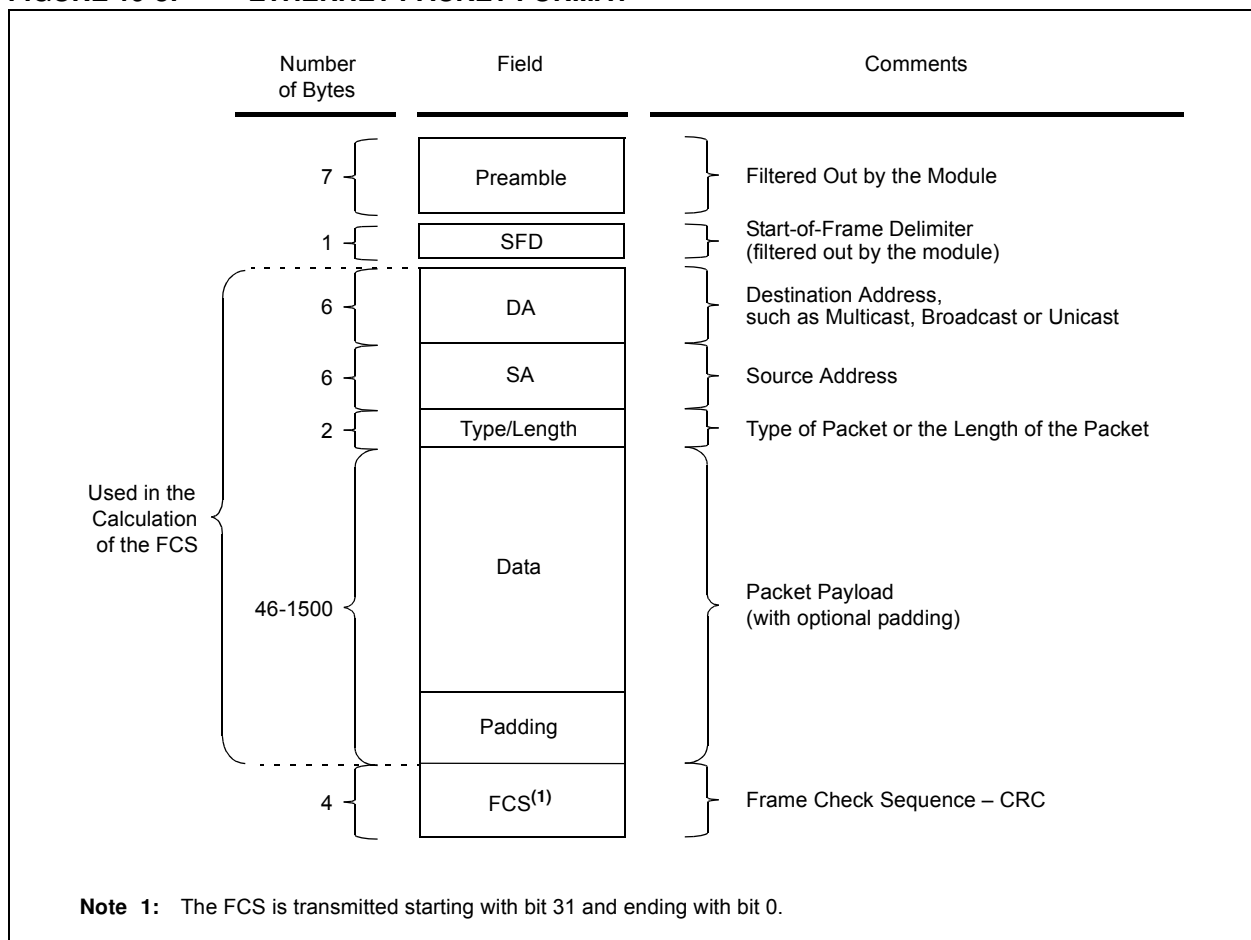 Number
of Bytes
Field
Comments
7
Preamble
Filtered Out by the Module
1
SFD
Start-of-Frame Delimiter
(filtered out by the module)
6
DA
Destination Address,
such as Multicast, Broadcast or Unicast
6
SA
Source Address
2
Type/Length
Type of Packet or the Length of the Packet
Used in the
Calculation
of the FCS
46-1500
Data
Padding
Packet Payload
(with optional padding)
4
FCS(1)
Frame Check Sequence – CRC
Note 1: The FCS is transmitted starting with bit 31 and ending with bit 0.